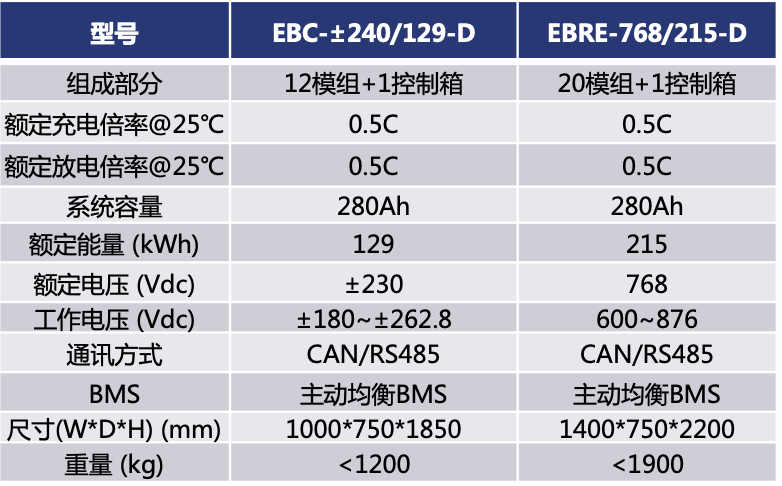 型号 EBC-±240/129-D EBRE-768/215-D
组成部分 12模组+1控制箱 20模组+1控制箱
额定充电倍率@25℃ 0.5C 0.5C
额定放电倍率@25℃ 0.5C 0.5C
系统容量 280Ah 280Ah
额定能量 (kWh) 129 215
额定电压 (Vdc) ±230 768
工作电压 (Vdc) ±180~±262.8 600~876
通讯方式 CAN/RS485 CAN/RS485
BMS 主动均衡BMS 主动均衡BMS
尺寸(W*D*H) (mm) 1000*750*1850 1400*750*2200
重量 (kg) <1200 <1900